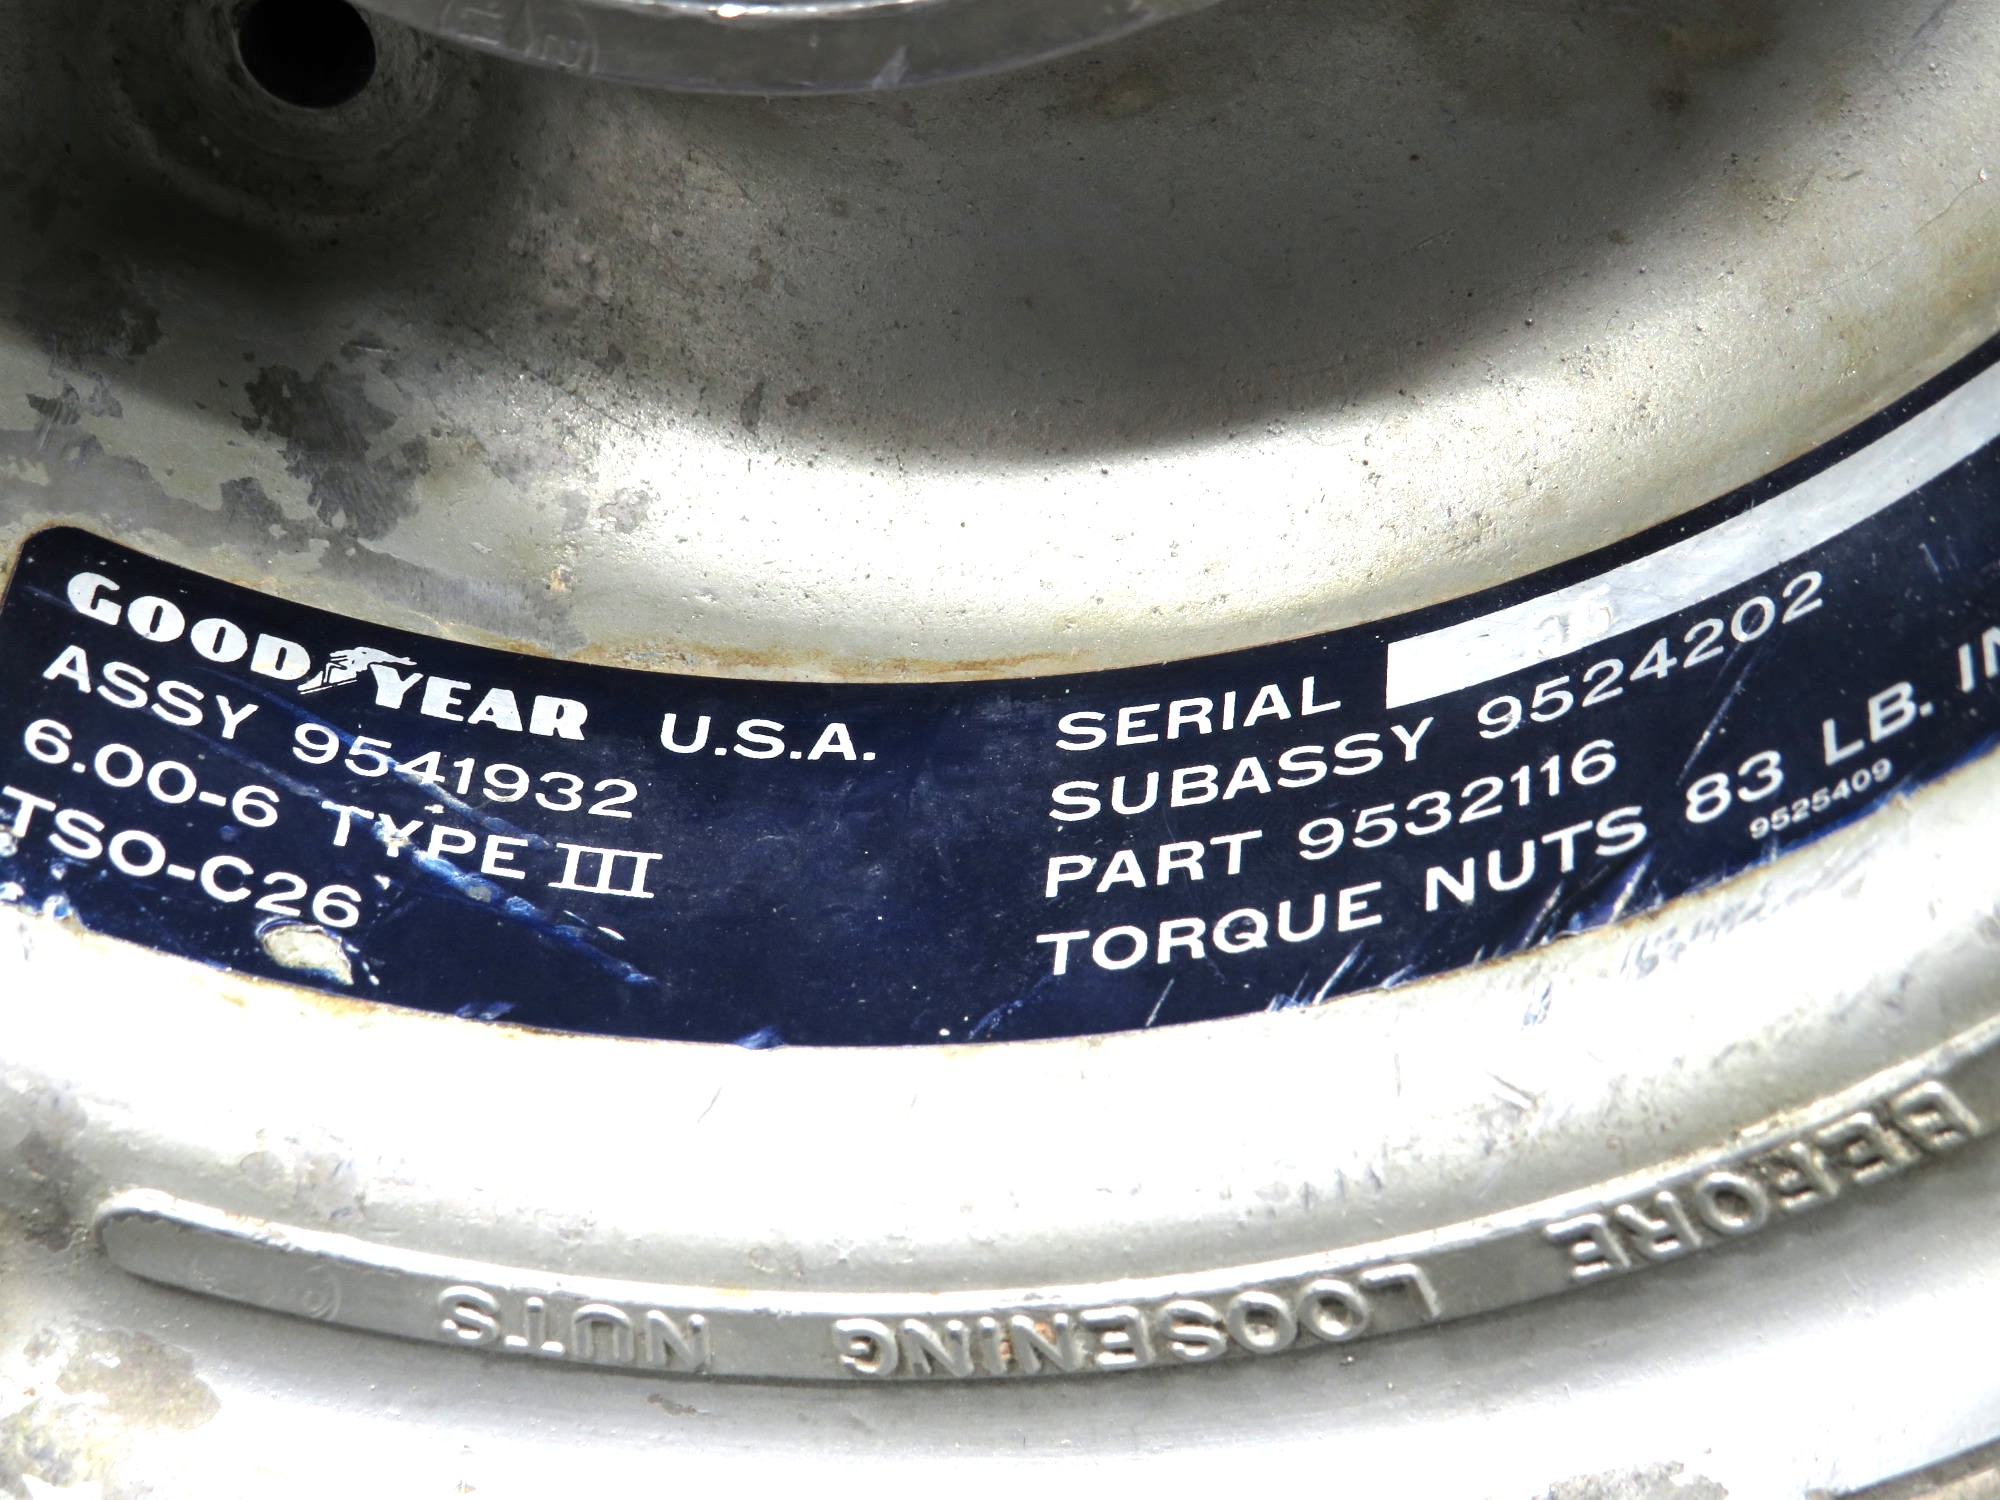 GOODYEAR U.S.A.
ASSY 9541932
6.00-6 TYPE III
TSO-C26
SERIAL
SUBASSY 9524202
PART 9532116
TORQUE NUTS 83 LB.
9525409
BEFORE LOOSENING NUTS